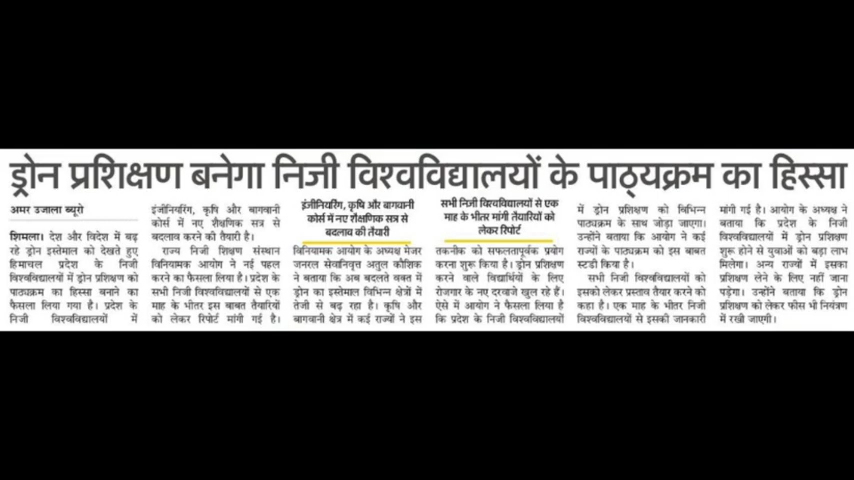 ड्रोन प्रशिक्षण बनेगा निजी विश्वविद्यालयों के पाठ्यक्रम का हिस्सा
अमर उजाला ब्यूरो
शिमला। देश और विदेश में बढ़
रहे ड्रोन इस्तेमाल को देखते हुए
हिमाचल प्रदेश के निजी
विश्वविद्यालयों में ड्रोन प्रशिक्षण को
पाठ्यक्रम का हिस्सा बनाने का
फैसला लिया गया है। प्रदेश के
निजी विश्वविद्यालयों में
इंजीनियरिंग, कृषि और बागवानी
कोर्स में नए शैक्षणिक सत्र से
बदलाव करने की तैयारी है।
राज्य निजी शिक्षण संस्थान
विनियामक आयोग ने नई पहल
करने का फैसला लिया है। प्रदेश के
सभी निजी विश्वविद्यालयों से एक
माह के भीतर इस बाबत तैयारियों
को लेकर रिपोर्ट मांगी गई है।
इंजीनियरिंग, कृषि और बागवानी
कोर्स में नए शैक्षणिक सत्र से
बदलाव की तैयारी
विनियामक आयोग के अध्यक्ष मेजर
जनरल सेवानिवृत्त अतुल कौशिक
ने बताया कि अब बदलते वक्त में
ड्रोन का इस्तेमाल विभिन्न क्षेत्रों में
तेजी से बढ़ रहा है। कृषि और
बागवानी क्षेत्र में कई राज्यों ने इस
सभी निजी विश्वविद्यालयों से एक
माह के भीतर मांगी तैयारियों को
लेकर रिपोर्ट
तकनीक को सफलतापूर्वक प्रयोग
करना शुरू किया है। ड्रोन प्रशिक्षण
करने वाले विद्यार्थियों के लिए
रोजगार के नए दरवाजे खुल रहे हैं।
ऐसे में आयोग ने फैसला लिया है
कि प्रदेश के निजी विश्वविद्यालयों
में ड्रोन प्रशिक्षण को विभिन्न
पाठ्यक्रम के साथ जोड़ा जाएगा।
उन्होंने बताया कि आयोग ने कई
राज्यों के पाठ्यक्रम को इस बाबत
स्टडी किया है।
सभी निजी विश्वविद्यालयों को
इसको लेकर प्रस्ताव तैयार करने को
कहा है। एक माह के भीतर निजी
विश्वविद्यालयों से इसकी जानकारी
मांगी गई है। आयोग के अध्यक्ष ने
बताया कि प्रदेश के निजी
विश्वविद्यालयों में ड्रोन प्रशिक्षण
शुरू होने से युवाओं को बड़ा लाभ
मिलेगा। अन्य राज्यों में इसका
प्रशिक्षण लेने के लिए नहीं जाना
पड़ेगा। उन्होंने बताया कि ड्रोन
प्रशिक्षण को लेकर फीस भी नियंत्रण
में रखी जाएगी।